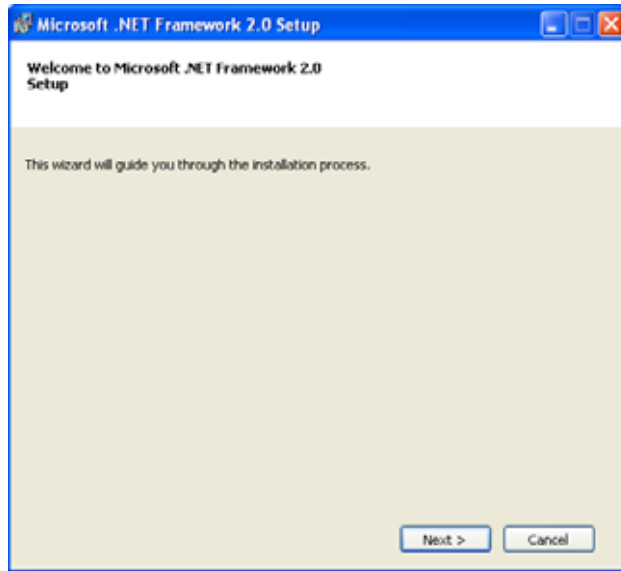 Microsoft .NET Framework 2.0 Setup
Welcome to Microsoft .NET Framework 2.0
Setup
This wizard will guide you through the installation process.
Next >
Cancel